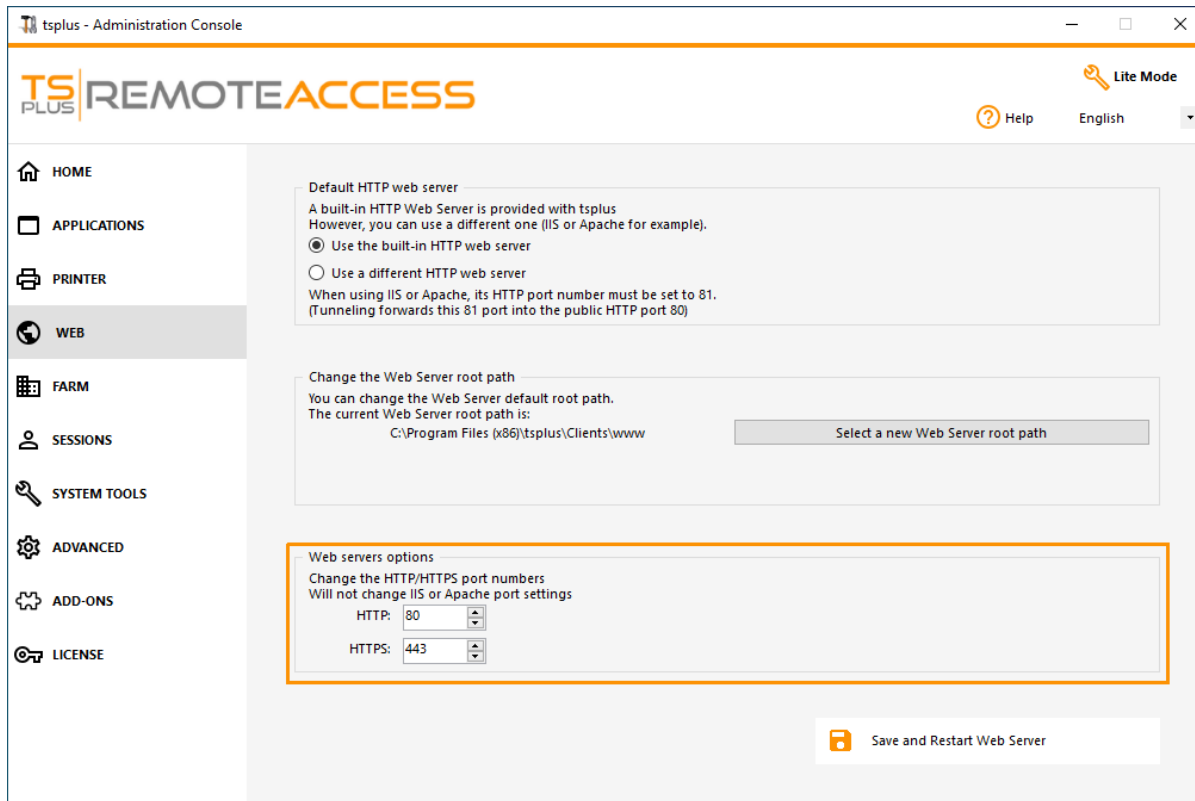 tsplus - Administration Console
TS PLUS REMOTEACCESS
Lite Mode
Help
English
HOME
APPLICATIONS
PRINTER
WEB
FARM
SESSIONS
SYSTEM TOOLS
ADVANCED
ADD-ONS
LICENSE
Default HTTP web server
A built-in HTTP Web Server is provided with tsplus
However, you can use a different one (IIS or Apache for example).
Use the built-in HTTP web server
Use a different HTTP web server
When using IIS or Apache, its HTTP port number must be set to 81.
(Tunneling forwards this 81 port into the public HTTP port 80)
Change the Web Server root path
You can change the Web Server default root path.
The current Web Server root path is:
C:\Program Files (x86)\tsplus\Clients\www
Select a new Web Server root path
Web servers options
Change the HTTP/HTTPS port numbers
Will not change IIS or Apache port settings
HTTP: 80
HTTPS: 443
Save and Restart Web Server